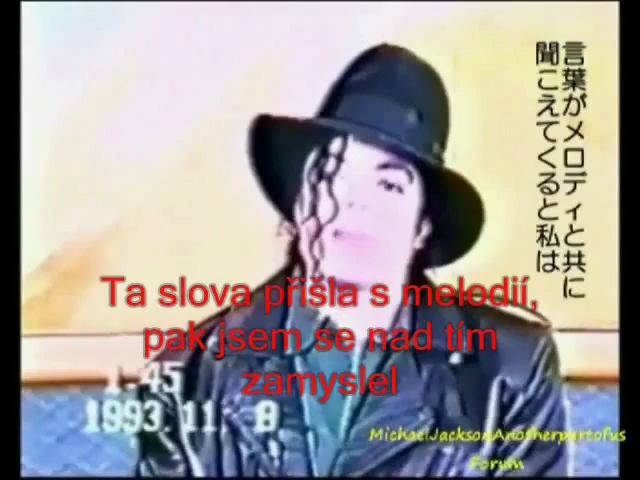 言葉がメロディと共に
聞こえてくると私は
Ta slova přišla s melodií,
pak jsem se nad tím
zamyslel
1:45
1993.11. 8
MichaelJacksonAnotherpartofus
Forum